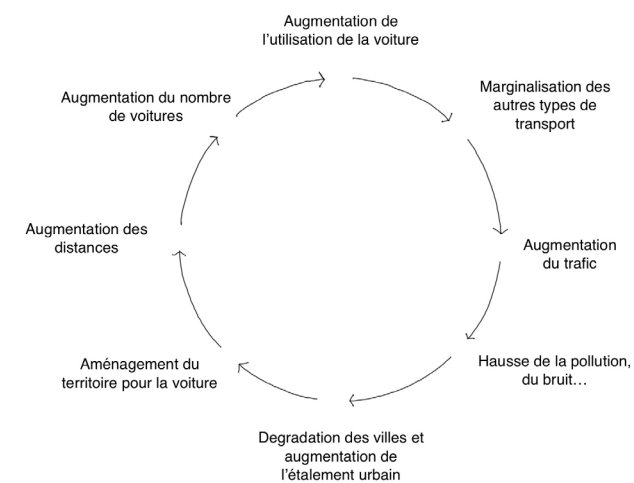 Augmentation de
l'utilisation de la voiture
Marginalisation des
autres types de
transport
Augmentation
du trafic
Hausse de la pollution,
du bruit…
Degradation des villes et
augmentation de
l'étalement urbain
Aménagement du
territoire pour la voiture
Augmentation des
distances
Augmentation du nombre
de voitures